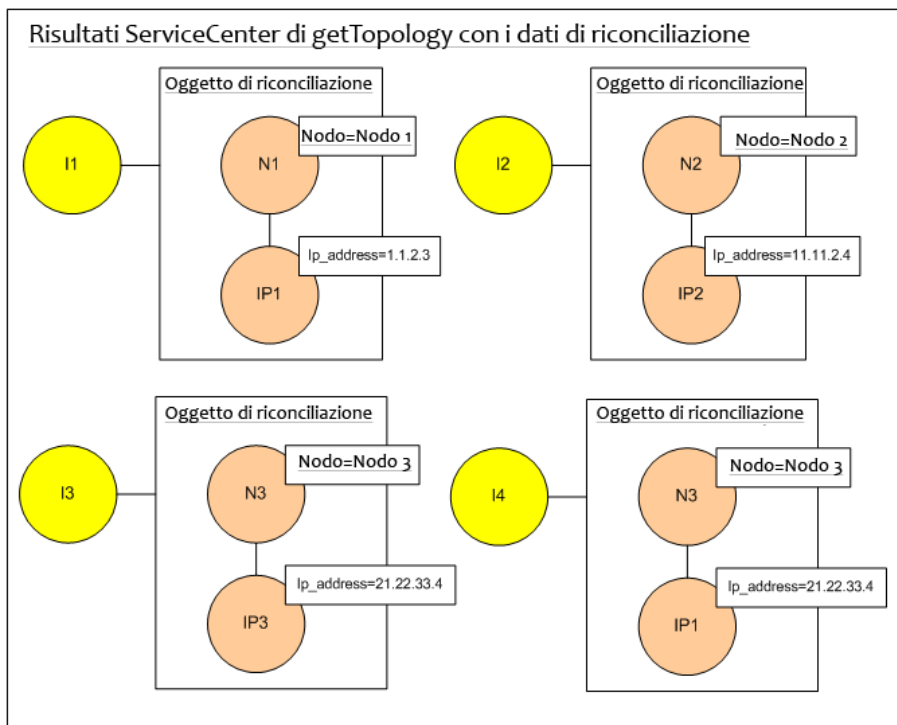 Risultati ServiceCenter di getTopology con i dati di riconciliazione
Oggetto di riconciliazione
Nodo=Nodo 1
I1
N1
Ip_address=1.1.2.3
IP1
Oggetto di riconciliazione
Nodo=Nodo 2
I2
N2
Ip_address=11.11.2.4
IP2
Oggetto di riconciliazione
Nodo=Nodo 3
I3
N3
Ip_address=21.22.33.4
IP3
Oggetto di riconciliazione
Nodo=Nodo 3
I4
N3
Ip_address=21.22.33.4
IP1